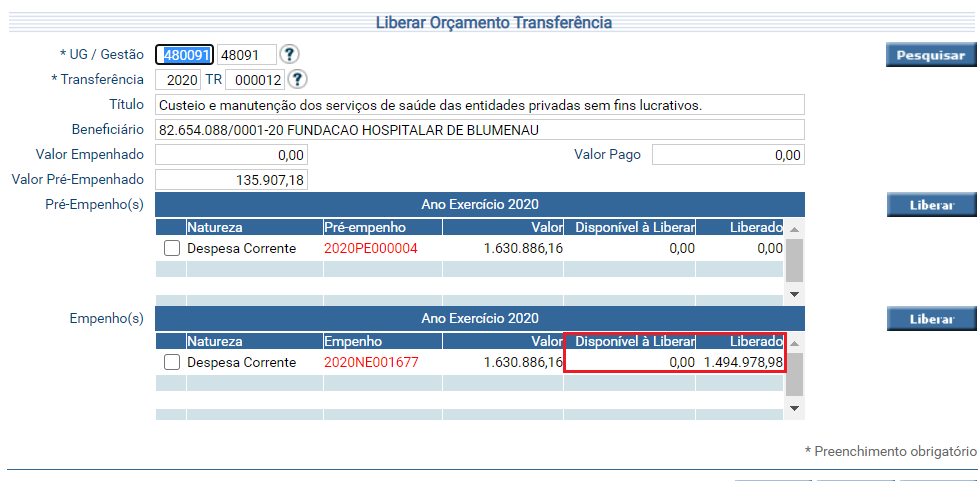 Liberar Orçamento Transferência
* UG / Gestão 480091 48091 ? Pesquisar
* Transferência 2020 TR 000012 ?
Título Custeio e manutenção dos serviços de saúde das entidades privadas sem fins lucrativos.
Beneficiário 82.654.088/0001-20 FUNDACAO HOSPITALAR DE BLUMENAU
Valor Empenhado 0,00 Valor Pago 0,00
Valor Pré-Empenhado 135.907,18
Pré-Empenho(s) Ano Exercício 2020 Liberar
Natureza Pré-empenho Valor Disponível à Liberar Liberado
Despesa Corrente 2020PE000004 1.630.886,16 0,00 0,00
Empenho(s) Ano Exercício 2020 Liberar
Natureza Empenho Valor Disponível à Liberar Liberado
Despesa Corrente 2020NE001677 1.630.886,16 0,00 1.494.978,98
* Preenchimento obrigatório